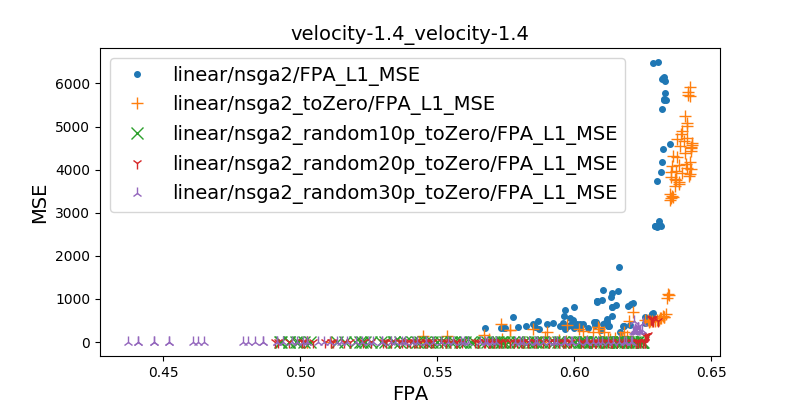 velocity-1.4_velocity-1.4
linear/nsga2/FPA_L1_MSE
linear/nsga2_toZero/FPA_L1_MSE
linear/nsga2_random10p_toZero/FPA_L1_MSE
linear/nsga2_random20p_toZero/FPA_L1_MSE
linear/nsga2_random30p_toZero/FPA_L1_MSE
MSE
6000
5000
4000
3000
2000
1000
0
0.45 0.50 0.55 0.60 0.65
FPA